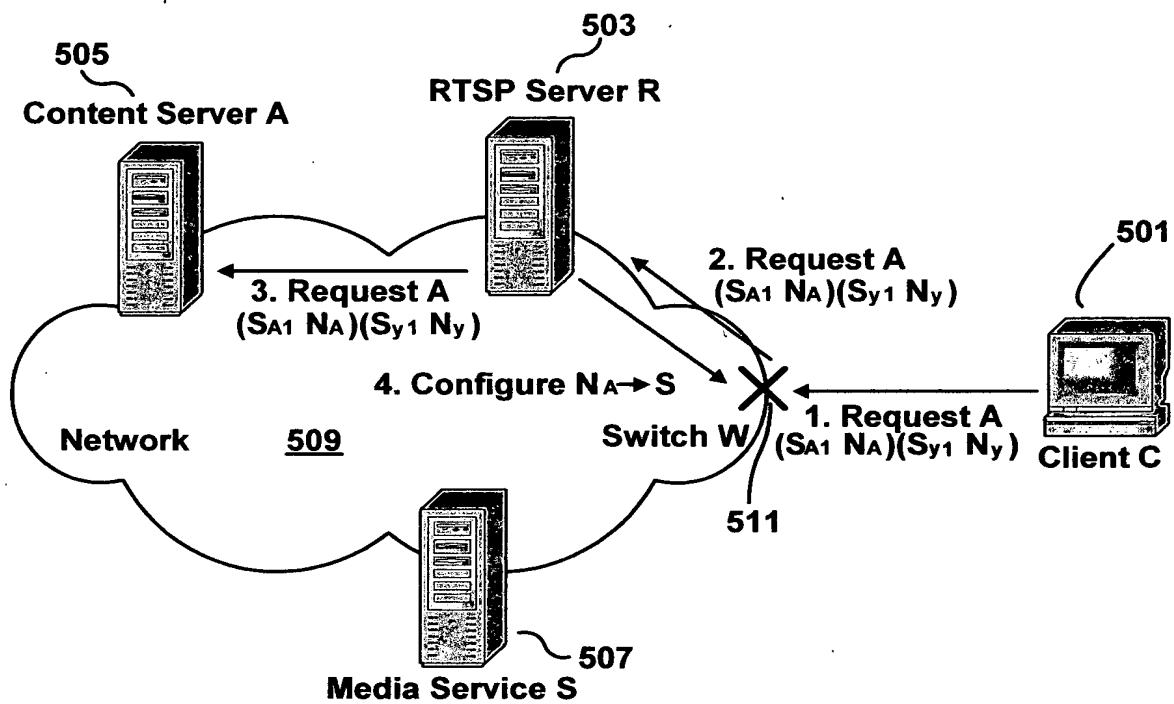 503
505
RTSP Server R
Content Server A
501
2. Request A
(SA1 NA)(Sy1 Ny)
3. Request A
(SA1 NA)(Sy1 Ny)
4. Configure NA→ S
1. Request A
(SA1 NA)(Sy1 Ny)
Network
509
Switch W
Client C
511
507
Media Service S